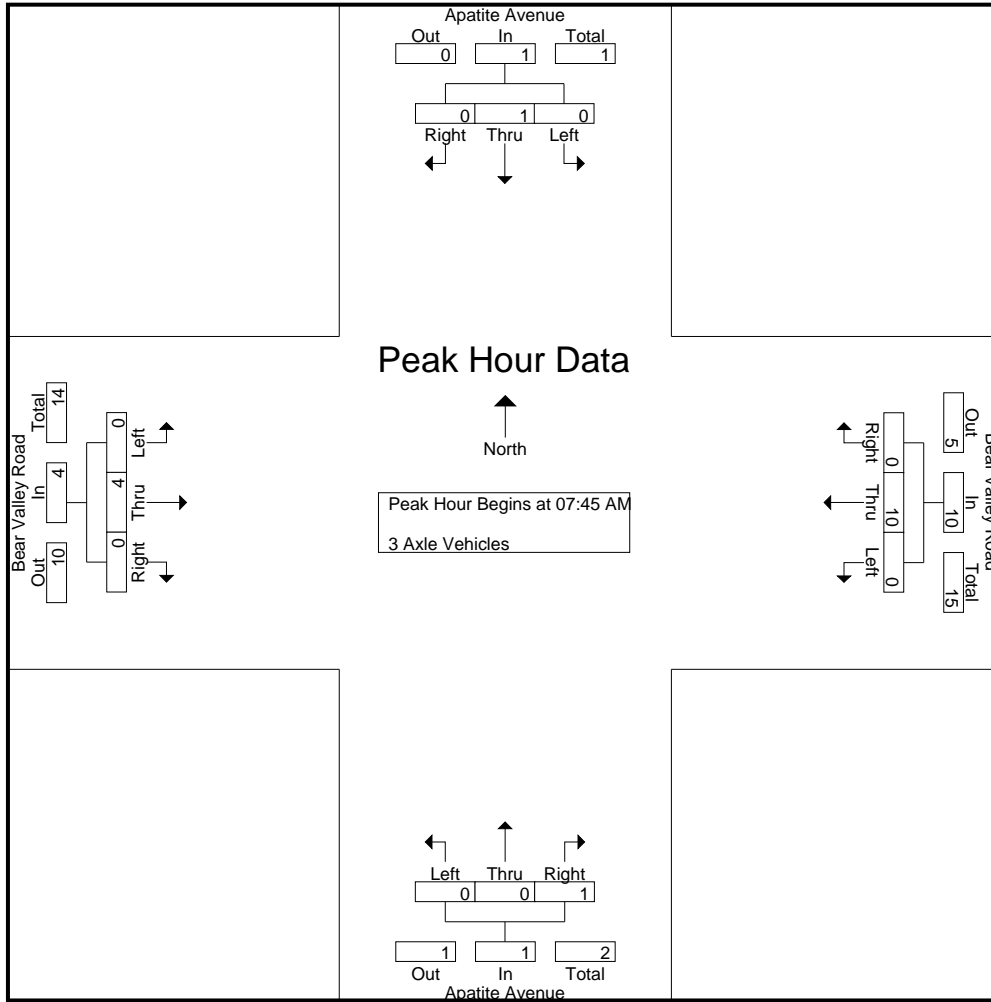 Apatite Avenue
Out In Total
0 1 1
0 1 0
Right Thru Left
Peak Hour Data
North
Peak Hour Begins at 07:45 AM
3 Axle Vehicles
Bear Valley Road
Out In Total
10 4 14
Left Thru Right
0 4 0
Bear Valley Road
Out In Total
5 10 15
Right Thru Left
0 10 0
Left Thru Right
0 0 1
1 1 2
Out In Total
Apatite Avenue